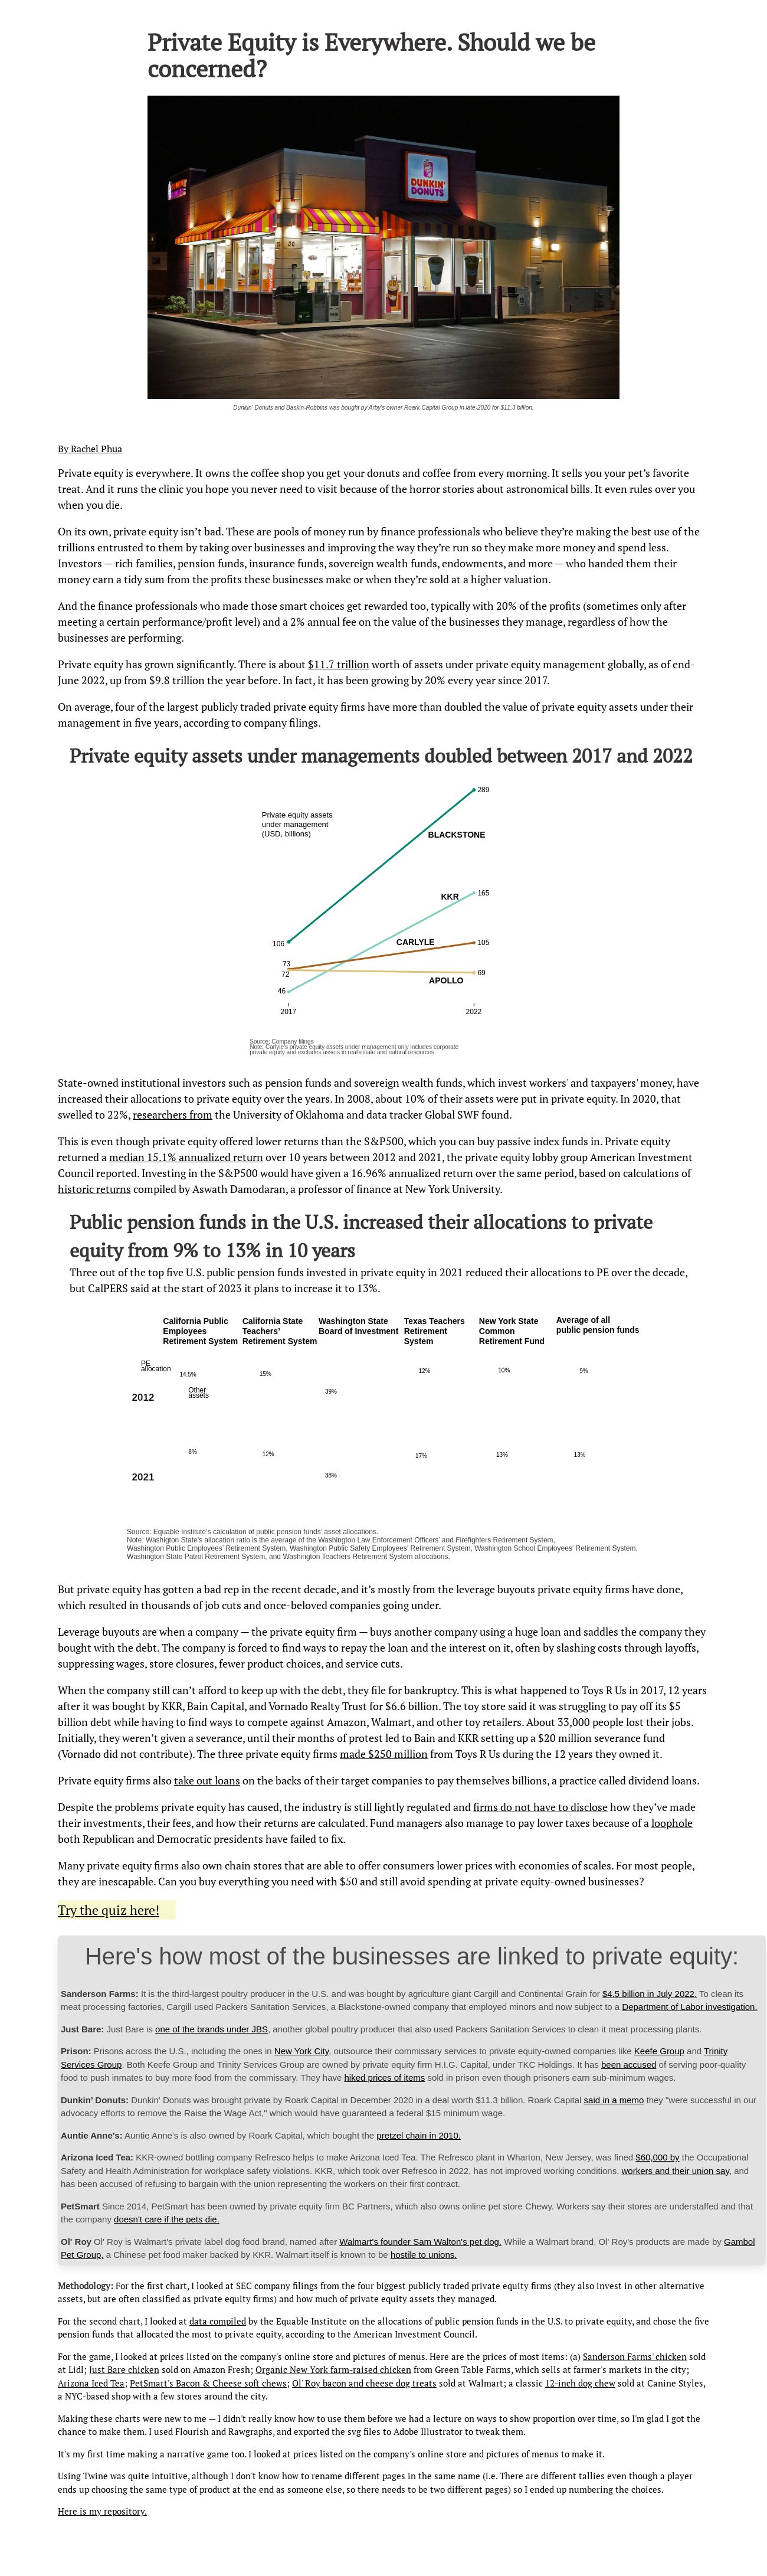 Private Equity is Everywhere. Should we be
concerned?
DUNKIN'
DONUTS
Dunkin' Donuts and Baskin-Robbins was bought by Arby's owner Roark Capital Group in late-2020 for $11.3 billion.
By Rachel Phua
Private equity is everywhere. It owns the coffee shop you get your donuts and coffee from every morning. It sells you your pet’s favorite
treat. And it runs the clinic you hope you never need to visit because of the horror stories about astronomical bills. It even rules over you
when you die.
On its own, private equity isn’t bad. These are pools of money run by finance professionals who believe they’re making the best use of the
trillions entrusted to them by taking over businesses and improving the way they’re run so they make more money and spend less.
Investors — rich families, pension funds, insurance funds, sovereign wealth funds, endowments, and more — who handed them their
money earn a tidy sum from the profits these businesses make or when they’re sold at a higher valuation.
And the finance professionals who made those smart choices get rewarded too, typically with 20% of the profits (sometimes only after
meeting a certain performance/profit level) and a 2% annual fee on the value of the businesses they manage, regardless of how the
businesses are performing.
Private equity has grown significantly. There is about $11.7 trillion worth of assets under private equity management globally, as of end-
June 2022, up from $9.8 trillion the year before. In fact, it has been growing by 20% every year since 2017.
On average, four of the largest publicly traded private equity firms have more than doubled the value of private equity assets under their
management in five years, according to company filings.
Private equity assets under managements doubled between 2017 and 2022
289
Private equity assets
under management
(USD, billions)
BLACKSTONE
KKR
165
106
CARLYLE
105
73
72
69
APOLLO
46
2017
2022
Source: Company filings
Note: Carlyle's private equity assets under management only includes corporate
private equity and excludes assets in real estate and natural resources
State-owned institutional investors such as pension funds and sovereign wealth funds, which invest workers' and taxpayers' money, have
increased their allocations to private equity over the years. In 2008, about 10% of their assets were put in private equity. In 2020, that
swelled to 22%, researchers from the University of Oklahoma and data tracker Global SWF found.
This is even though private equity offered lower returns than the S&P500, which you can buy passive index funds in. Private equity
returned a median 15.1% annualized return over 10 years between 2012 and 2021, the private equity lobby group American Investment
Council reported. Investing in the S&P500 would have given a 16.96% annualized return over the same period, based on calculations of
historic returns compiled by Aswath Damodaran, a professor of finance at New York University.
Public pension funds in the U.S. increased their allocations to private
equity from 9% to 13% in 10 years
Three out of the top five U.S. public pension funds invested in private equity in 2021 reduced their allocations to PE over the decade,
but CalPERS said at the start of 2023 it plans to increase it to 13%.
California Public
Employees
Retirement System
California State
Teachers’
Retirement System
Washington State
Board of Investment
Texas Teachers
Retirement
System
New York State
Common
Retirement Fund
Average of all
public pension funds
PE
allocation
14.5%
15%
39%
12%
10%
9%
Other
assets
2012
8%
12%
38%
17%
13%
13%
2021
Source: Equable Institute’s calculation of public pension funds’ asset allocations.
Note: Washigton State’s allocation ratio is the average of the Washington Law Enforcement Officers’ and Firefighters Retirement System,
Washington Public Employees’ Retirement System, Washington Public Safety Employees’ Retirement System, Washington School Employees’ Retirement System,
Washington State Patrol Retirement System, and Washington Teachers Retirement System allocations.
But private equity has gotten a bad rep in the recent decade, and it’s mostly from the leverage buyouts private equity firms have done,
which resulted in thousands of job cuts and once-beloved companies going under.
Leverage buyouts are when a company — the private equity firm — buys another company using a huge loan and saddles the company they
bought with the debt. The company is forced to find ways to repay the loan and the interest on it, often by slashing costs through layoffs,
suppressing wages, store closures, fewer product choices, and service cuts.
When the company still can’t afford to keep up with the debt, they file for bankruptcy. This is what happened to Toys R Us in 2017, 12 years
after it was bought by KKR, Bain Capital, and Vornado Realty Trust for $6.6 billion. The toy store said it was struggling to pay off its $5
billion debt while having to find ways to compete against Amazon, Walmart, and other toy retailers. About 33,000 people lost their jobs.
Initially, they weren’t given a severance, until their months of protest led to Bain and KKR setting up a $20 million severance fund
(Vornado did not contribute). The three private equity firms made $250 million from Toys R Us during the 12 years they owned it.
Private equity firms also take out loans on the backs of their target companies to pay themselves billions, a practice called dividend loans.
Despite the problems private equity has caused, the industry is still lightly regulated and firms do not have to disclose how they’ve made
their investments, their fees, and how their returns are calculated. Fund managers also manage to pay lower taxes because of a loophole
both Republican and Democratic presidents have failed to fix.
Many private equity firms also own chain stores that are able to offer consumers lower prices with economies of scales. For most people,
they are inescapable. Can you buy everything you need with $50 and still avoid spending at private equity-owned businesses?
Try the quiz here!
Here's how most of the businesses are linked to private equity:
Sanderson Farms: It is the third-largest poultry producer in the U.S. and was bought by agriculture giant Cargill and Continental Grain for $4.5 billion in July 2022. To clean its
meat processing factories, Cargill used Packers Sanitation Services, a Blackstone-owned company that employed minors and now subject to a Department of Labor investigation.
Just Bare: Just Bare is one of the brands under JBS, another global poultry producer that also used Packers Sanitation Services to clean it meat processing plants.
Prison: Prisons across the U.S., including the ones in New York City, outsource their commissary services to private equity-owned companies like Keefe Group and Trinity
Services Group. Both Keefe Group and Trinity Services Group are owned by private equity firm H.I.G. Capital, under TKC Holdings. It has been accused of serving poor-quality
food to push inmates to buy more food from the commissary. They have hiked prices of items sold in prison even though prisoners earn sub-minimum wages.
Dunkin' Donuts: Dunkin' Donuts was brought private by Roark Capital in December 2020 in a deal worth $11.3 billion. Roark Capital said in a memo they "were successful in our
advocacy efforts to remove the Raise the Wage Act," which would have guaranteed a federal $15 minimum wage.
Auntie Anne's: Auntie Anne's is also owned by Roark Capital, which bought the pretzel chain in 2010.
Arizona Iced Tea: KKR-owned bottling company Refresco helps to make Arizona Iced Tea. The Refresco plant in Wharton, New Jersey, was fined $60,000 by the Occupational
Safety and Health Administration for workplace safety violations. KKR, which took over Refresco in 2022, has not improved working conditions, workers and their union say, and
has been accused of refusing to bargain with the union representing the workers on their first contract.
PetSmart Since 2014, PetSmart has been owned by private equity firm BC Partners, which also owns online pet store Chewy. Workers say their stores are understaffed and that
the company doesn't care if the pets die.
Ol' Roy Ol' Roy is Walmart's private label dog food brand, named after Walmart's founder Sam Walton's pet dog. While a Walmart brand, Ol' Roy's products are made by Gambol
Pet Group, a Chinese pet food maker backed by KKR. Walmart itself is known to be hostile to unions.
Methodology: For the first chart, I looked at SEC company filings from the four biggest publicly traded private equity firms (they also invest in other alternative
assets, but are often classified as private equity firms) and how much of private equity assets they managed.
For the second chart, I looked at data compiled by the Equable Institute on the allocations of public pension funds in the U.S. to private equity, and chose the five
pension funds that allocated the most to private equity, according to the American Investment Council.
For the game, I looked at prices listed on the company's online store and pictures of menus. Here are the prices of most items: (a) Sanderson Farms' chicken sold
at Lidl; Just Bare chicken sold on Amazon Fresh; Organic New York farm-raised chicken from Green Table Farms, which sells at farmer's markets in the city;
Arizona Iced Tea; PetSmart's Bacon & Cheese soft chews; Ol' Roy bacon and cheese dog treats sold at Walmart; a classic 12-inch dog chew sold at Canine Styles,
a NYC-based shop with a few stores around the city.
Making these charts were new to me — I didn't really know how to use them before we had a lecture on ways to show proportion over time, so I'm glad I got the
chance to make them. I used Flourish and Rawgraphs, and exported the svg files to Adobe Illustrator to tweak them.
It's my first time making a narrative game too. I looked at prices listed on the company's online store and pictures of menus to make it.
Using Twine was quite intuitive, although I don't know how to rename different pages in the same name (i.e. There are different tallies even though a player
ends up choosing the same type of product at the end as someone else, so there needs to be two different pages) so I ended up numbering the choices.
Here is my repository.